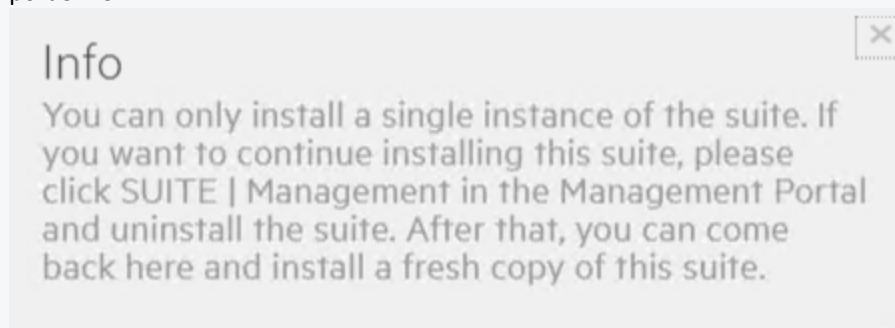 Info
You can only install a single instance of the suite. If
you want to continue installing this suite, please
click SUITE | Management in the Management Portal
and uninstall the suite. After that, you can come
back here and install a fresh copy of this suite.